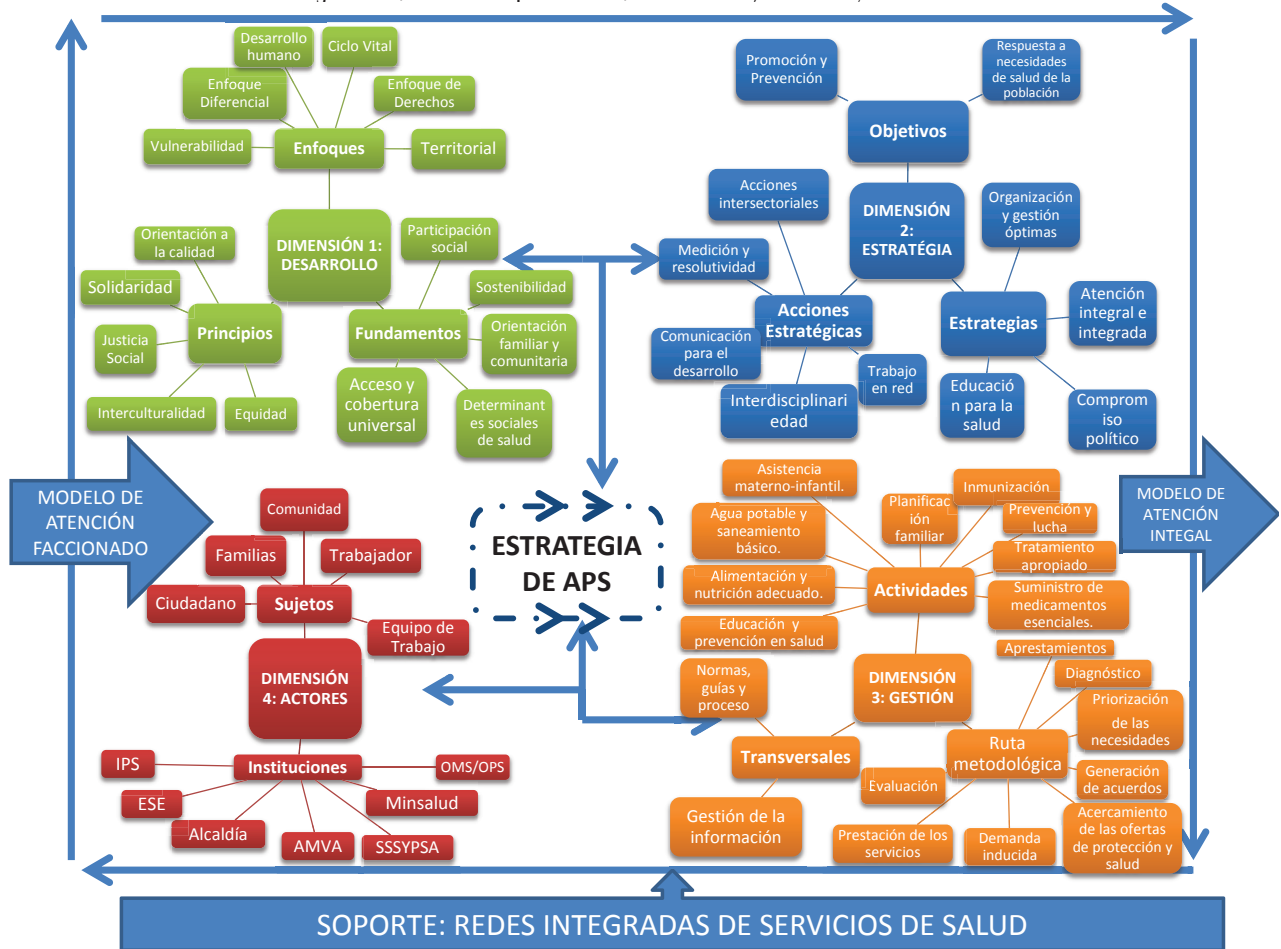 Desarrollo
humano
Ciclo Vital
Enfoque
Diferencial
Enfoque de
Derechos
Vulnerabilidad
Enfoques
Territorial
DIMENSIÓN 1:
DESARROLLO
Orientación a
la calidad
Solidaridad
Justicia
Social
Principios
Interculturalidad
Equidad
Participación
social
Sostenibilidad
Fundamentos
Orientación
familiar y
comunitaria
Acceso y
cobertura
universal
Determinant
es sociales
de salud
Promoción y
Prevención
Respuesta a
necesidades
de salud de la
población
Objetivos
DIMENSIÓN
2:
ESTRATÉGIA
Acciones
intersectoriales
Medición y
resolutividad
Acciones
Estratégicas
Comunicación
para el
desarrollo
Interdisciplinari
edad
Trabajo
en red
Organización
y gestión
óptimas
Estrategias
Atención
integral e
integrada
Educació
n para la
salud
Comprom
iso
político
MODELO DE
ATENCIÓN
FACCIONADO
ESTRATEGIA
DE APS
MODELO DE
ATENCIÓN
INTEGAL
Comunidad
Familias
Trabajador
Ciudadano
Sujetos
Equipo de
Trabajo
DIMENSIÓN
4: ACTORES
IPS
Instituciones
OMS/OPS
ESE
Minsalud
Alcaldía
AMVA
SSSYPSA
Asistencia
materno-infantil.
Inmunización.
Agua potable y
saneamiento
básico.
Planificac
ión
familiar
Prevención y
lucha
Tratamiento
apropiado
Alimentación y
nutrición adecuado.
Actividades
Suministro de
medicamentos
esenciales.
Educación y
prevención en salud
DIMENSIÓN
3: GESTIÓN
Normas,
guías y
proceso
Transversales
Gestión de la
información
Aprestamientos
Diagnóstico
Priorización
de las
necesidades
Ruta
metodológica
Generación
de acuerdos
Evaluación
Acercamiento
de las ofertas
de protección y
salud
Prestación de los
servicios
Demanda
inducida
SOPORTE: REDES INTEGRADAS DE SERVICIOS DE SALUD